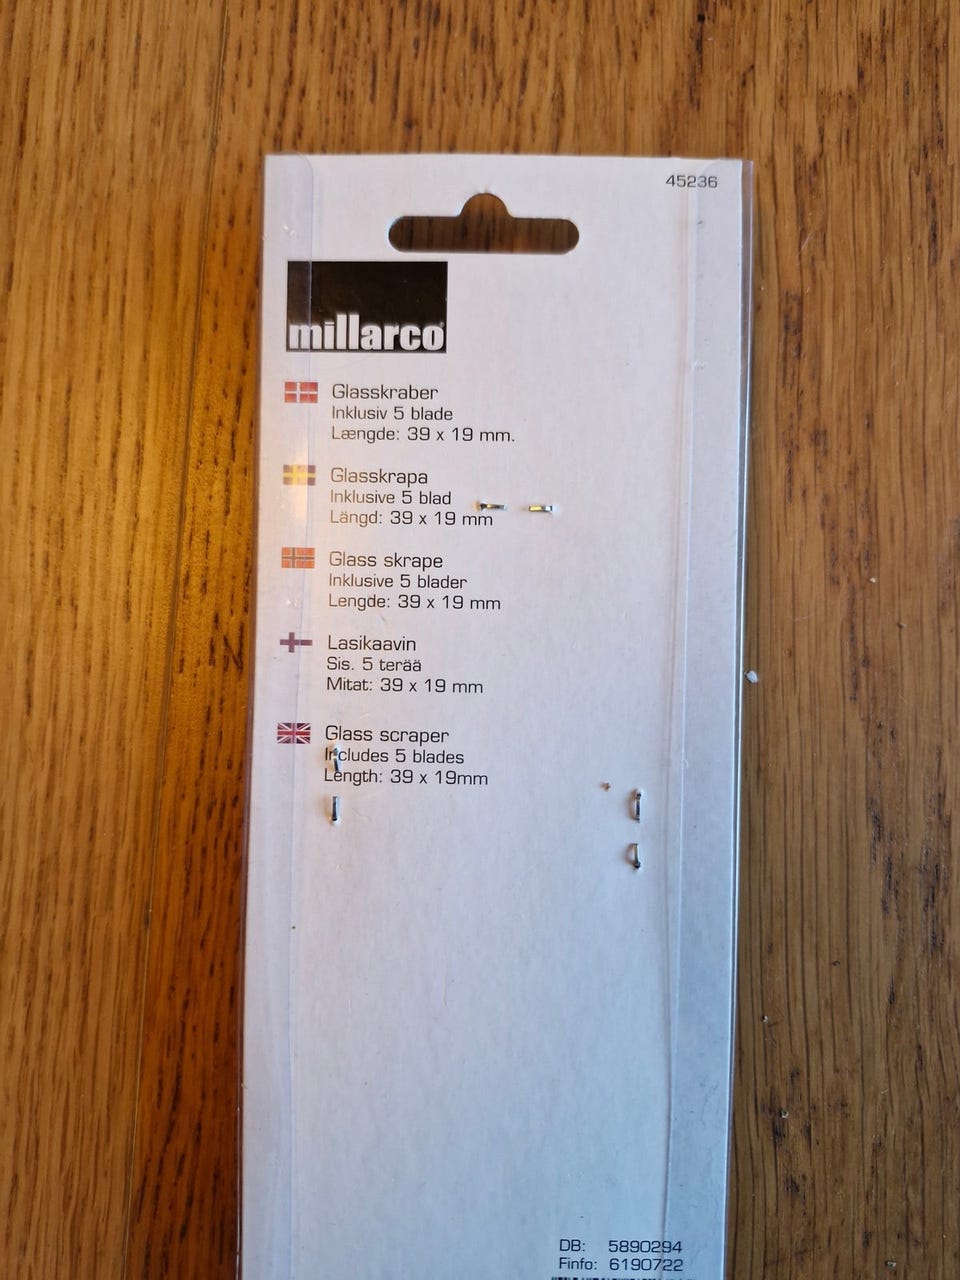 45236
millarco
Glasskraber
Inklusiv 5 blade
Længde: 39 x 19 mm.
Glasskrapa
Inklusive 5 blad
Längd: 39 x 19 mm
Glass skrape
Inklusive 5 blader
Lengde: 39 x 19 mm
Lasikaavin
Sis. 5 terää
Mitat: 39 x 19 mm
Glass scraper
Includes 5 blades
Length: 39 x 19mm
DB: 5890294
Finfo: 6190722